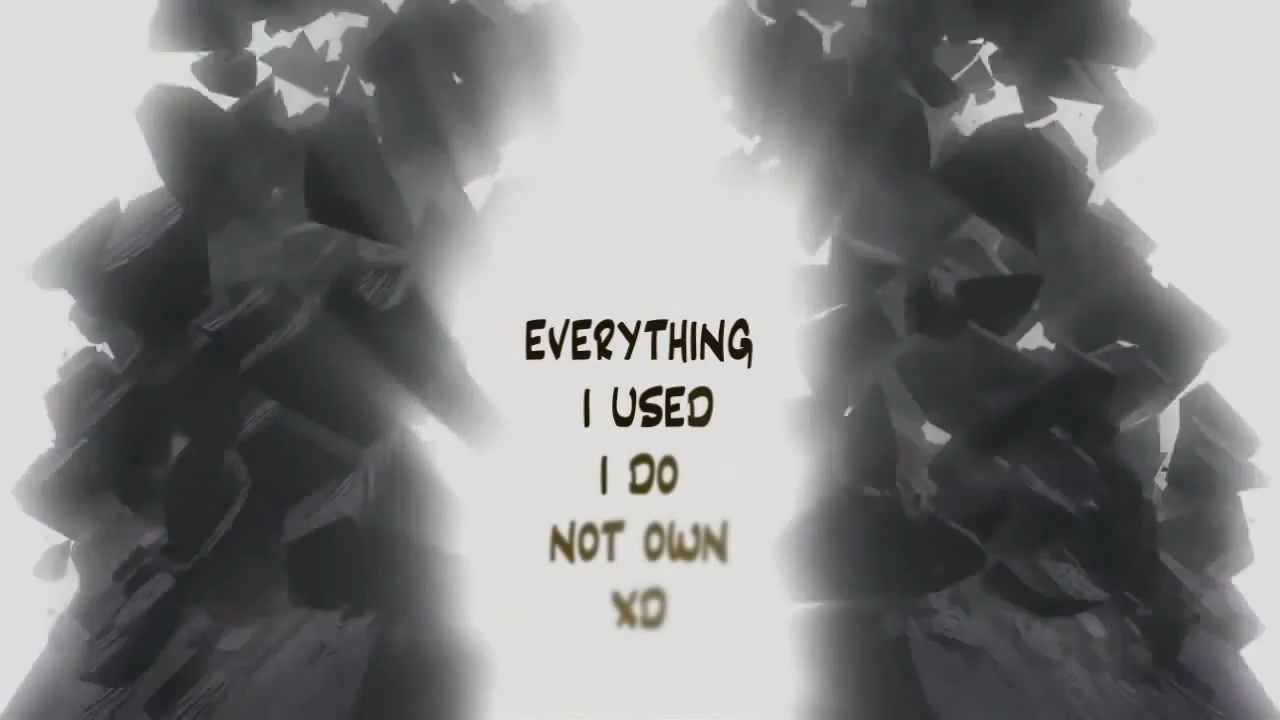 EVERYTHING
I USED
I DO
NOT OWN
XD